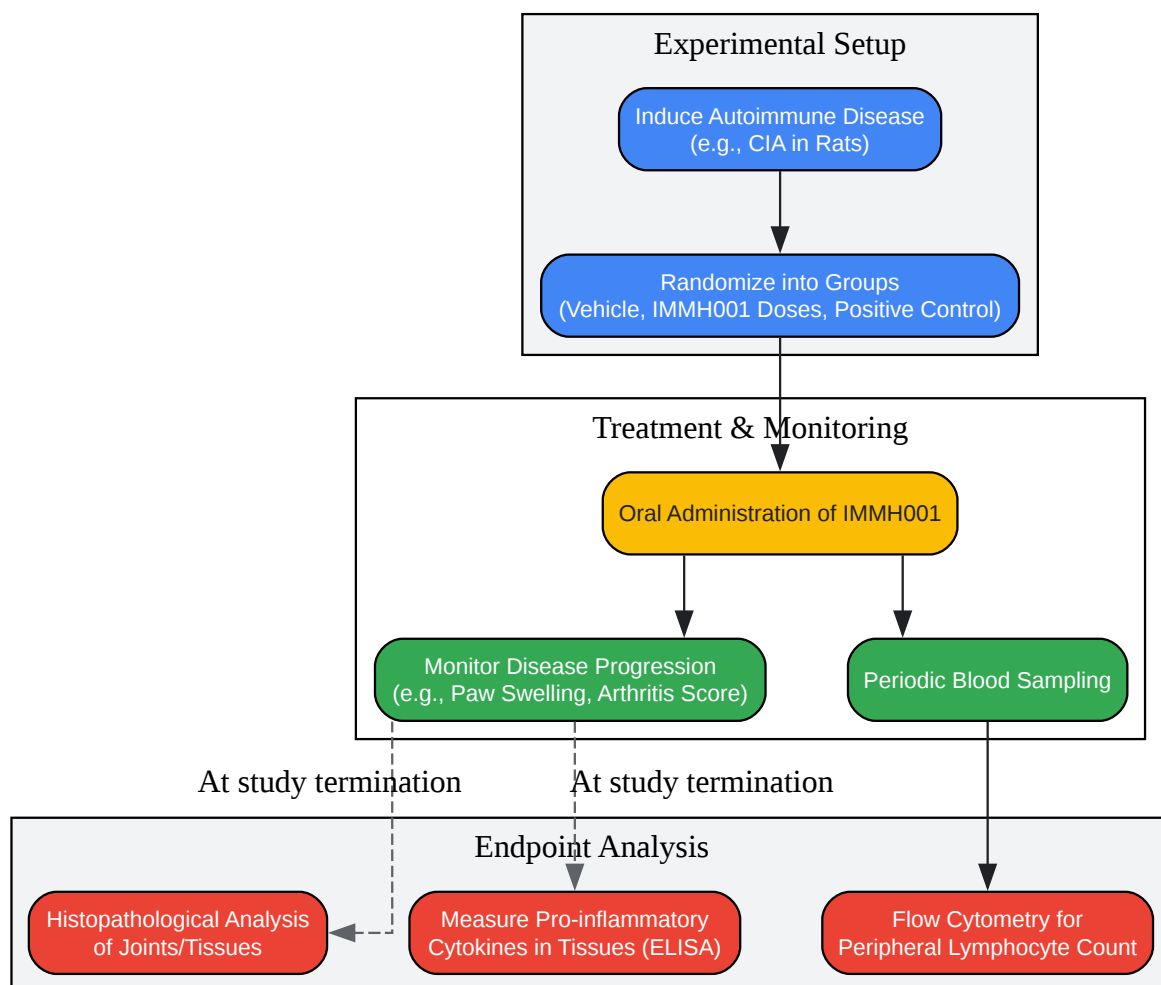 Experimental Setup
Induce Autoimmune Disease
(e.g., CIA in Rats)
Randomize into Groups
(Vehicle, IMMH001 Doses, Positive Control)
Treatment & Monitoring
Oral Administration of IMMH001
Monitor Disease Progression
(e.g., Paw Swelling, Arthritis Score)
Periodic Blood Sampling
At study termination
At study termination
Endpoint Analysis
Histopathological Analysis
of Joints/Tissues
Measure Pro-inflammatory
Cytokines in Tissues (ELISA)
Flow Cytometry for
Peripheral Lymphocyte Count